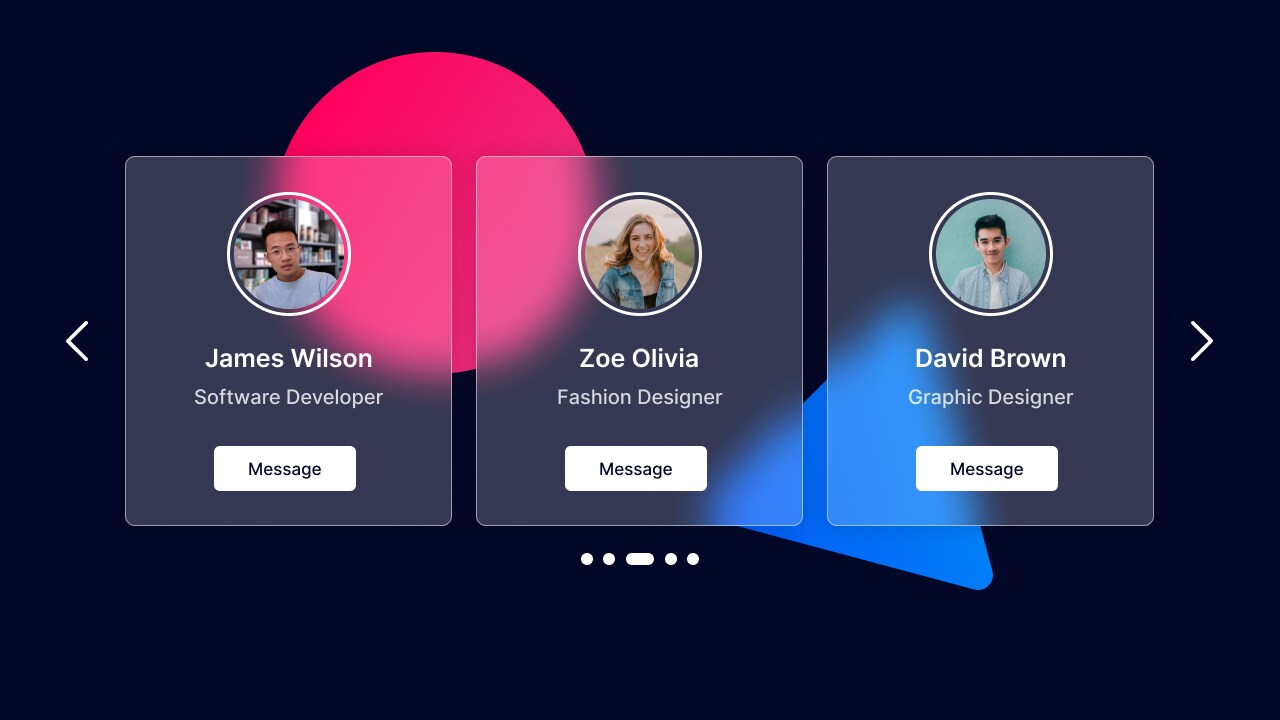 James Wilson
Software Developer
Message
Zoe Olivia
Fashion Designer
Message
David Brown
Graphic Designer
Message